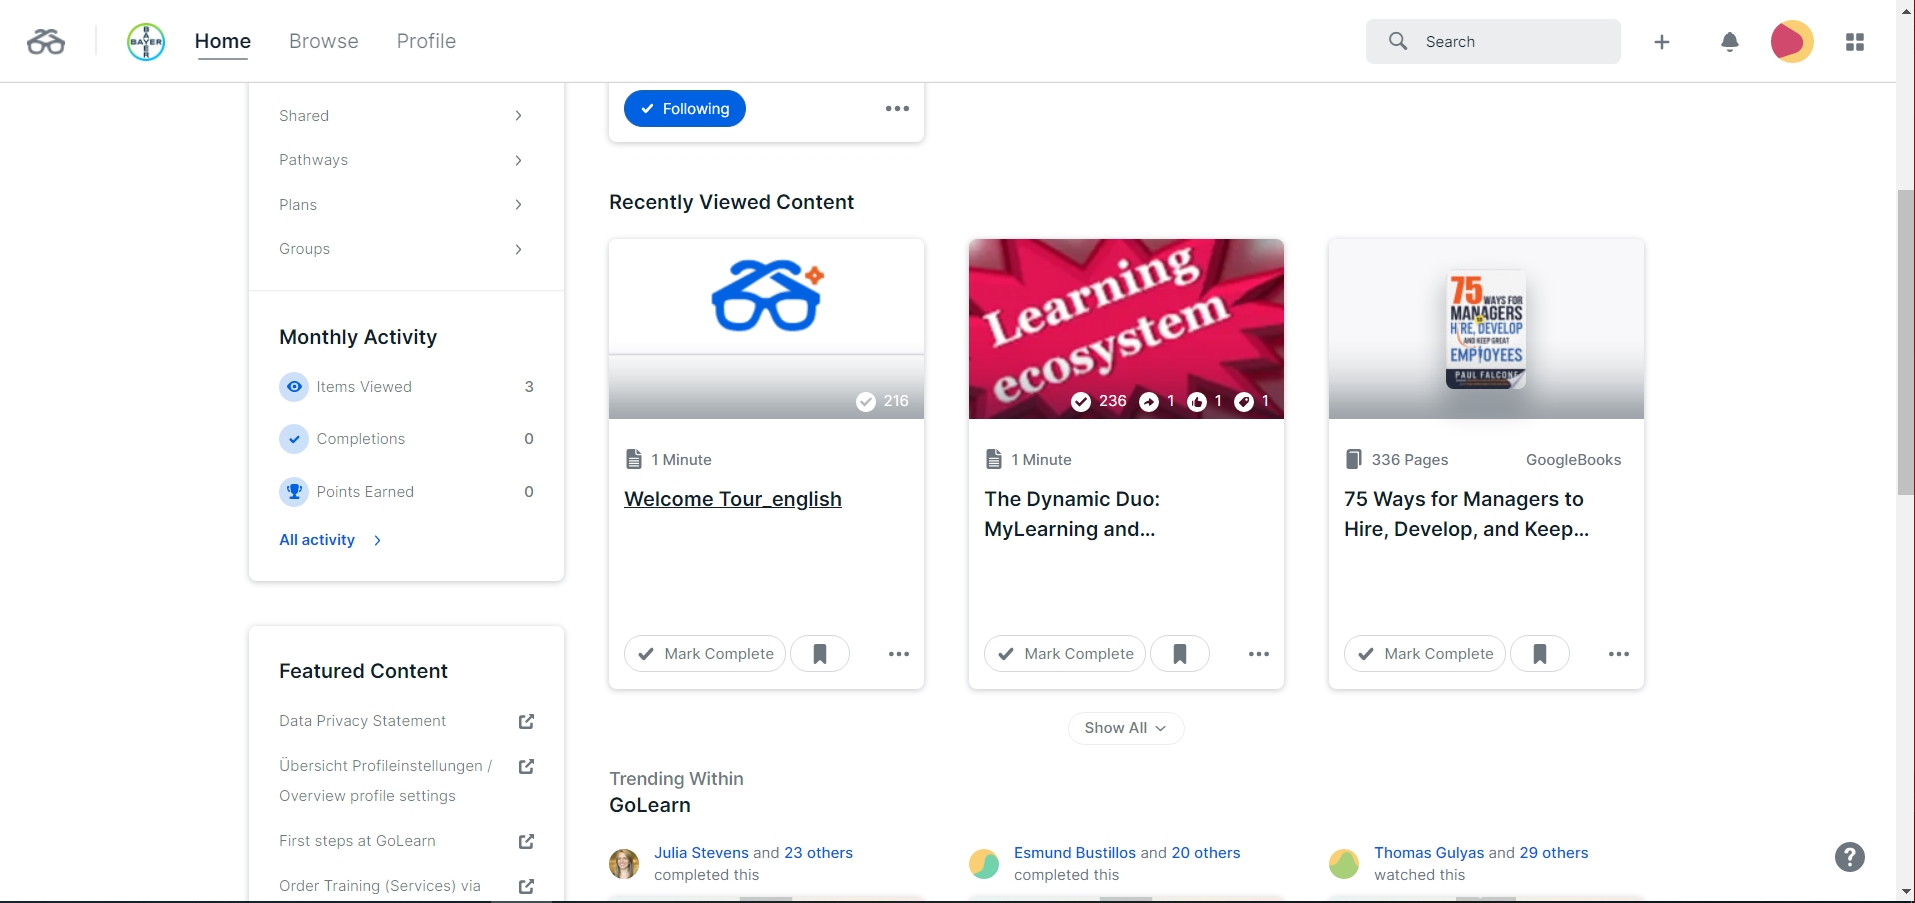 BAYER
BAYER
Home
Browse
Profile
Search
Shared
Pathways
Plans
Groups
Monthly Activity
Items Viewed 3
Completions 0
Points Earned 0
All activity
Featured Content
Data Privacy Statement
Übersicht Profileinstellungen /
Overview profile settings
First steps at GoLearn
Order Training (Services) via
Following
Recently Viewed Content
216
1 Minute
Welcome Tour_english
Mark Complete
Learning
ecosystem
236 1 1 1
1 Minute
The Dynamic Duo:
MyLearning and...
Mark Complete
75 WAYS FOR
MANAGERS
TO
HIRE, DEVELOP
AND KEEP GREAT
EMPLOYEES
PAUL FALCONE
336 Pages
GoogleBooks
75 Ways for Managers to
Hire, Develop, and Keep...
Mark Complete
Show All
Trending Within
GoLearn
Julia Stevens and 23 others
completed this
Esmund Bustillos and 20 others
completed this
Thomas Gulyas and 29 others
watched this
?